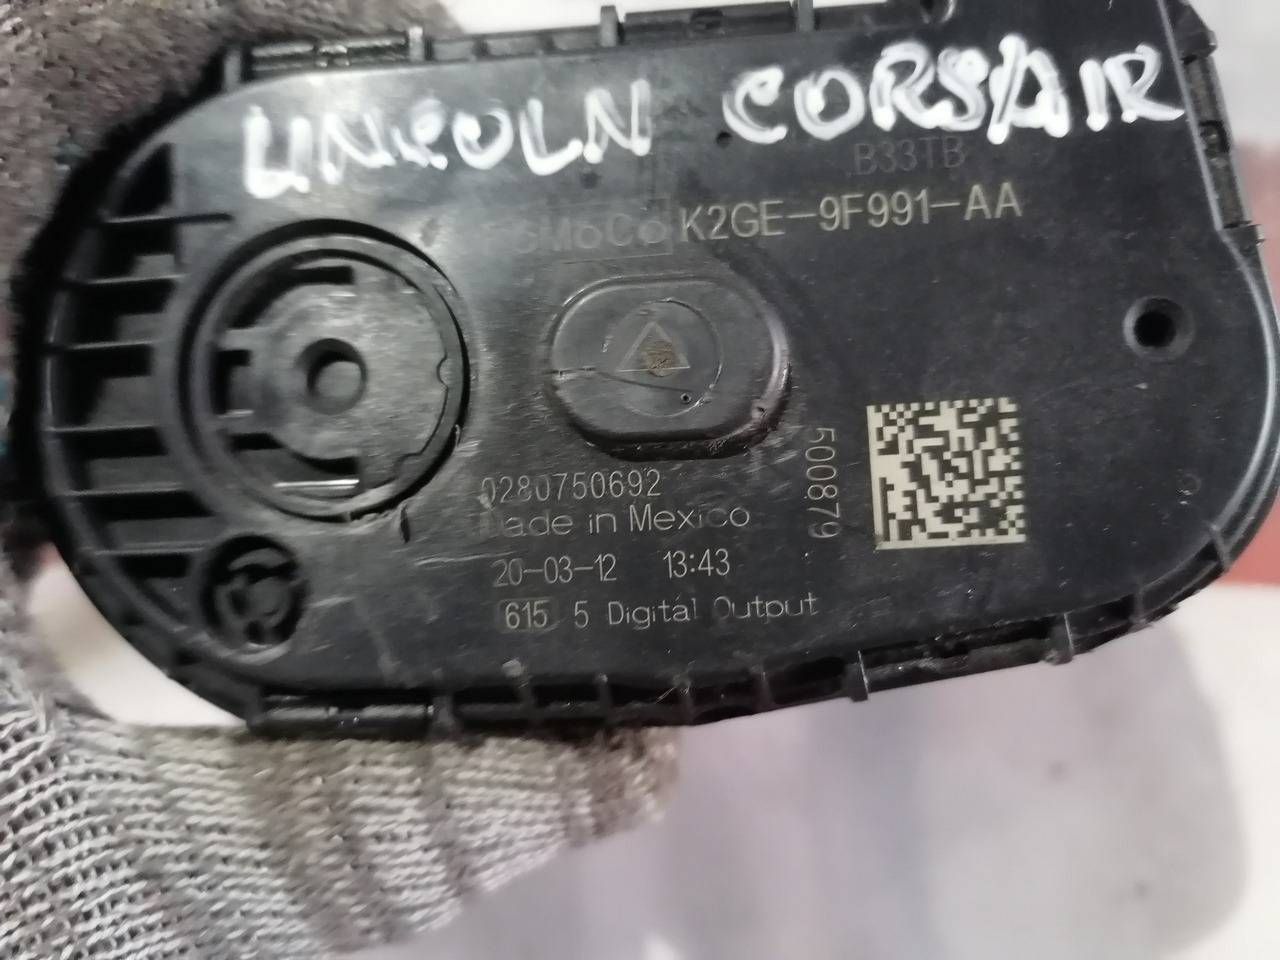 LINCOLN CORSAIR
B33TB
FoMoCo K2GE-9F991-AA
500879
0280750692
Made in Mexico
20-03-12 13:43
615 5 Digital Output